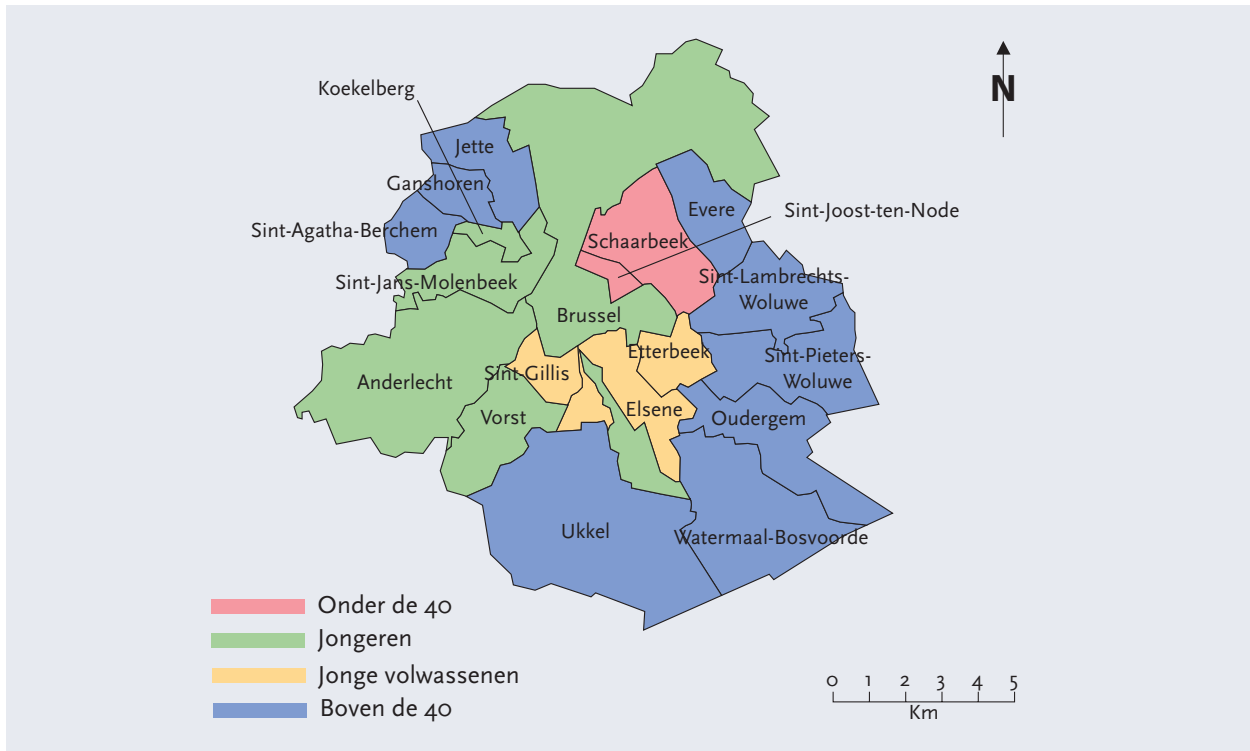 Koekelberg
N
Jette
Ganshoren
Sint-Agatha-Berchem
Evere
Sint-Joost-ten-Node
Schaarbeek
Sint-Jans-Molenbeek
Sint-Lambrechts-
Woluwe
Brussel
Etterbeek
Sint-Pieters-
Woluwe
Anderlecht
Sint-Gillis
Vorst
Elsene
Oudergem
Ukkel
Watermaal-Bosvoorde
Onder de 40
Jongeren
Jonge volwassenen
Boven de 40
0 1 2 3 4 5
Km